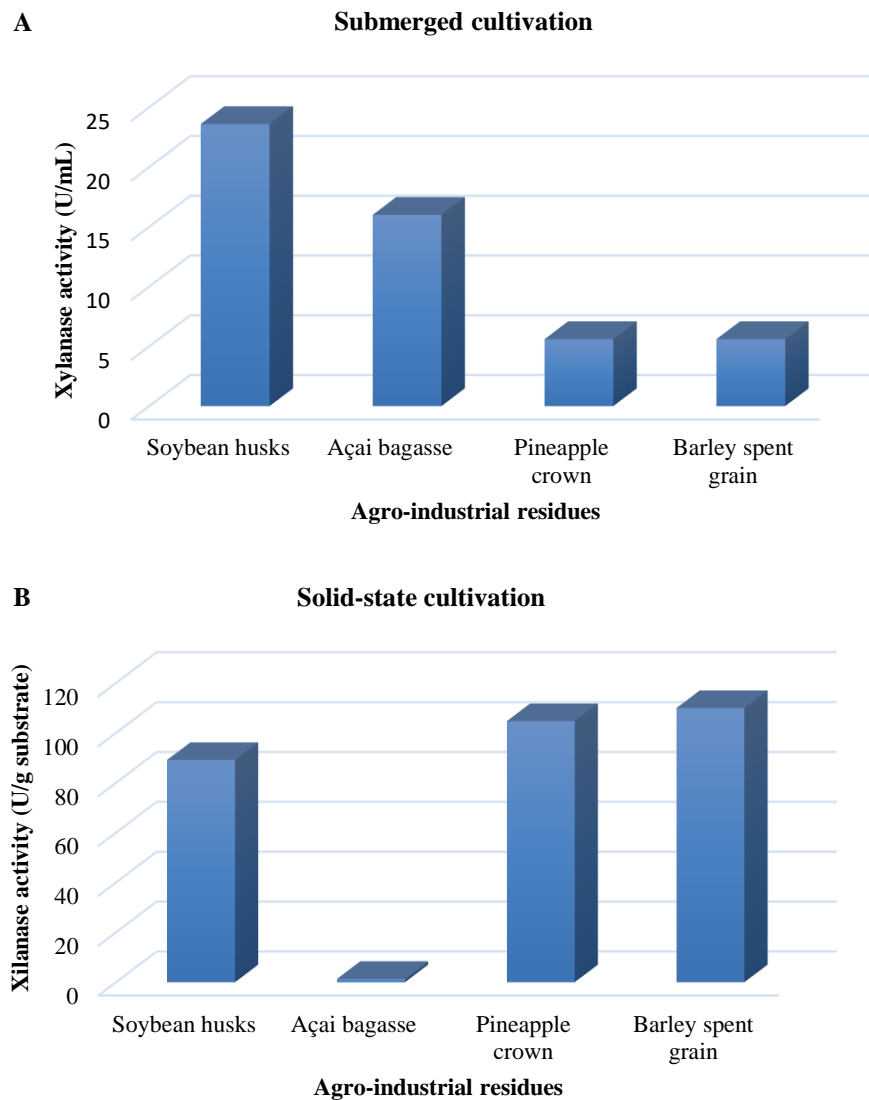 A
Submerged cultivation
Xylanase activity (U/mL)
25
20
15
10
5
0
Soybean husks
Açai bagasse
Pineapple
crown
Barley spent
grain
Agro-industrial residues
B
Solid-state cultivation
Xilanase activity (U/g substrate)
120
100
80
60
40
20
0
Soybean husks
Açai bagasse
Pineapple
crown
Barley spent
grain
Agro-industrial residues